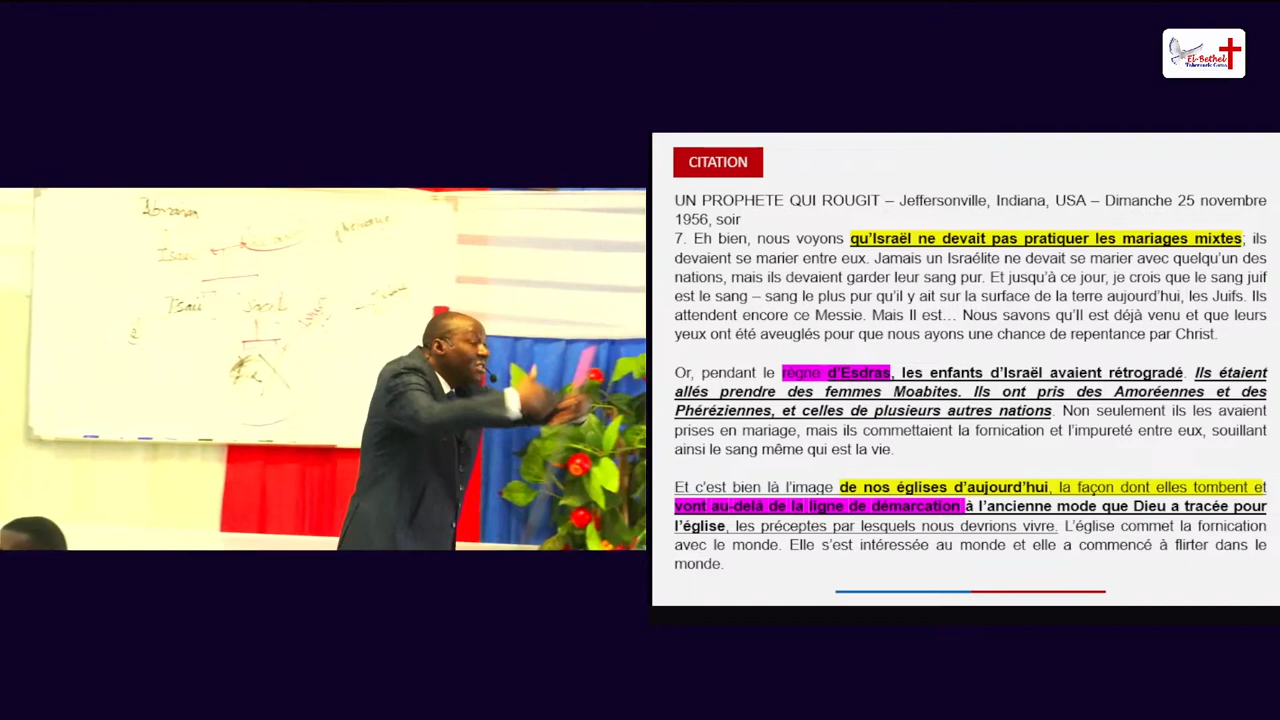 El-Bethel
Tabernacle Goma
CITATION
UN PROPHETE QUI ROUGIT – Jeffersonville, Indiana, USA – Dimanche 25 novembre
1956, soir
7. Eh bien, nous voyons qu’Israël ne devait pas pratiquer les mariages mixtes; ils
devaient se marier entre eux. Jamais un Israélite ne devait se marier avec quelqu’un des
nations, mais ils devaient garder leur sang pur. Et jusqu’à ce jour, je crois que le sang juif
est le sang – sang le plus pur qu’il y ait sur la surface de la terre aujourd’hui, les Juifs. Ils
attendent encore ce Messie. Mais Il est… Nous savons qu’Il est déjà venu et que leurs
yeux ont été aveuglés pour que nous ayons une chance de repentance par Christ.
Or, pendant le règne d’Esdras, les enfants d’Israël avaient rétrogradé. Ils étaient
allés prendre des femmes Moabites. Ils ont pris des Amoréennes et des
Phéréziennes, et celles de plusieurs autres nations. Non seulement ils les avaient
prises en mariage, mais ils commettaient la fornication et l’impureté entre eux, souillant
ainsi le sang même qui est la vie.
Et c’est bien là l’image de nos églises d’aujourd’hui, la façon dont elles tombent et
vont au-delà de la ligne de démarcation à l’ancienne mode que Dieu a tracée pour
l’église, les préceptes par lesquels nous devrions vivre. L’église commet la fornication
avec le monde. Elle s’est intéressée au monde et elle a commencé à flirter dans le
monde.